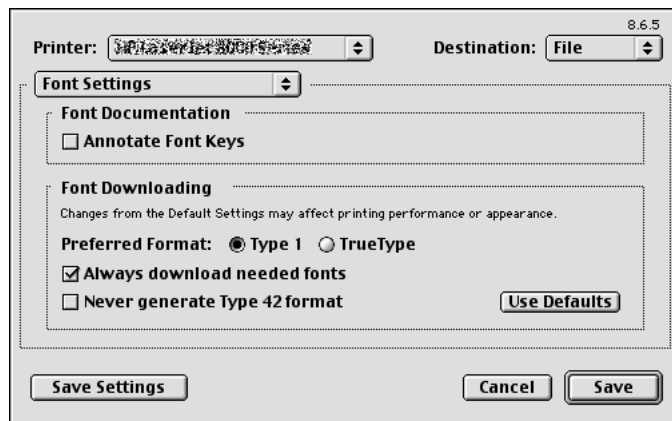 8.6.5
Printer: Destination: File
Font Settings
Font Documentation
Annotate Font Keys
Font Downloading
Changes from the Default Settings may affect printing performance or appearance.
Preferred Format: Type 1 TrueType
Always download needed fonts
Never generate Type 42 format Use Defaults
Save Settings Cancel Save